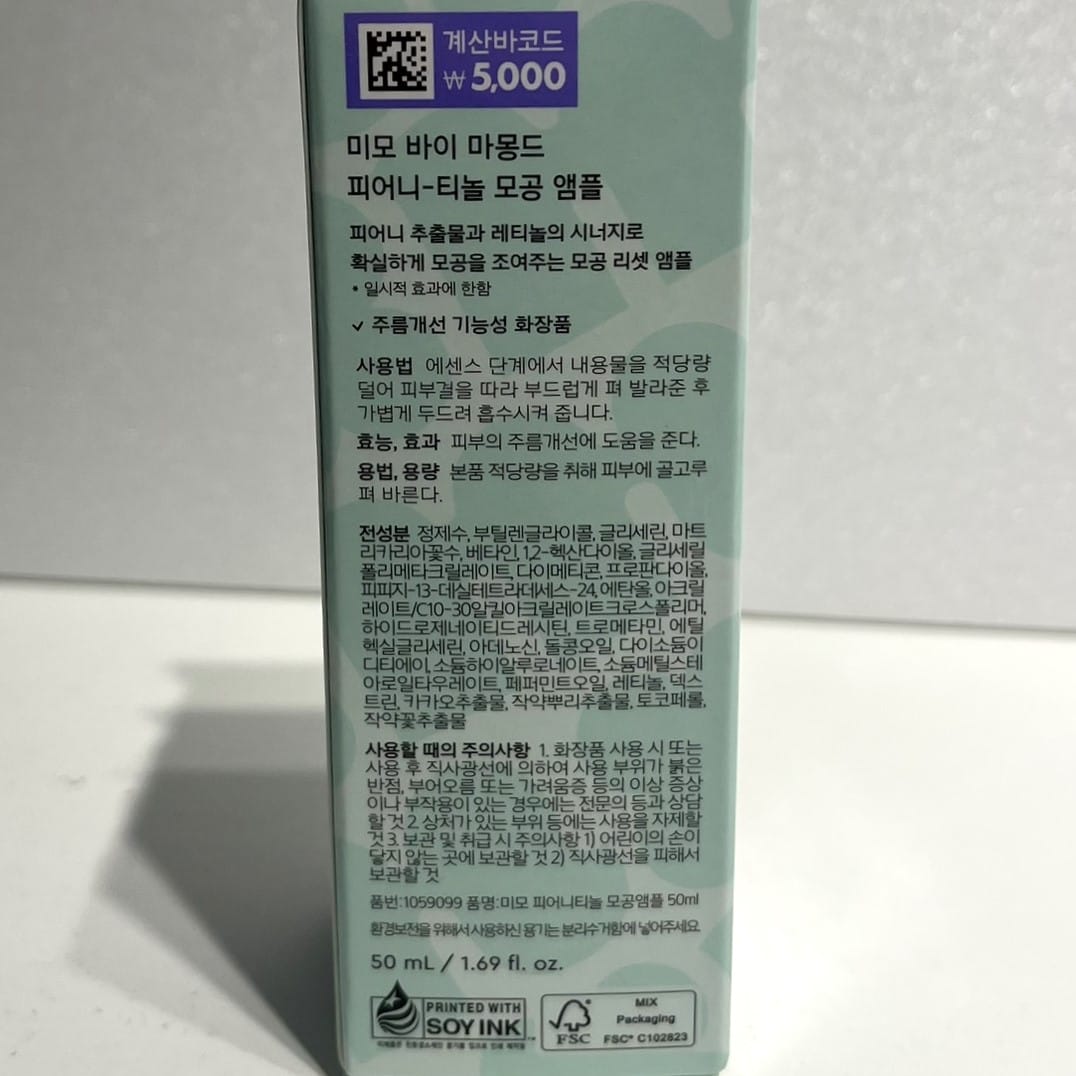 계산바코드
₩ 5,000
미모 바이 마몽드
피어니-티놀 모공 앰플
피어니 추출물과 레티놀의 시너지로
확실하게 모공을 조여주는 모공 리셋 앰플
* 일시적 효과에 한함
✓ 주름개선 기능성 화장품
사용법 에센스 단계에서 내용물을 적당량
덜어 피부결을 따라 부드럽게 펴 발라준 후
가볍게 두드려 흡수시켜 줍니다.
효능, 효과 피부의 주름개선에 도움을 준다.
용법, 용량 본품 적당량을 취해 피부에 골고루
펴 바른다.
전성분 정제수, 부틸렌글라이콜, 글리세린, 마트
리카리아꽃수, 베타인, 1,2-헥산다이올, 글리세릴
폴리메타크릴레이트, 다이메티콘, 프로판다이올,
피피지-13-데실테트라데세스-24, 에탄올, 아크릴
레이트/C10-30알킬아크릴레이트크로스폴리머,
하이드로제네이티드레시틴, 트로메타민, 에틸
헥실글리세린, 아데노신, 돌콩오일, 다이소듐이
디티에이, 소듐하이알루로네이트, 소듐메틸스테
아로일타우레이트, 페퍼민트오일, 레티놀, 덱스
트린, 카카오추출물, 작약뿌리추출물, 토코페롤,
작약꽃추출물
사용할 때의 주의사항 1. 화장품 사용 시 또는
사용 후 직사광선에 의하여 사용 부위가 붉은
반점, 부어오름 또는 가려움증 등의 이상 증상
이나 부작용이 있는 경우에는 전문의 등과 상담
할 것 2. 상처가 있는 부위 등에는 사용을 자제할
것 3. 보관 및 취급 시 주의사항 1) 어린이의 손이
닿지 않는 곳에 보관할 것 2) 직사광선을 피해서
보관할 것
품번:1059099 품명:미모 피어니티놀 모공앰플 50ml
환경보전을 위해서 사용하신 용기는 분리수거함에 넣어주세요.
50 mL / 1.69 fl. oz.
PRINTED WITH
SOY INK
FSC
MIX
Packaging
FSC® C102823